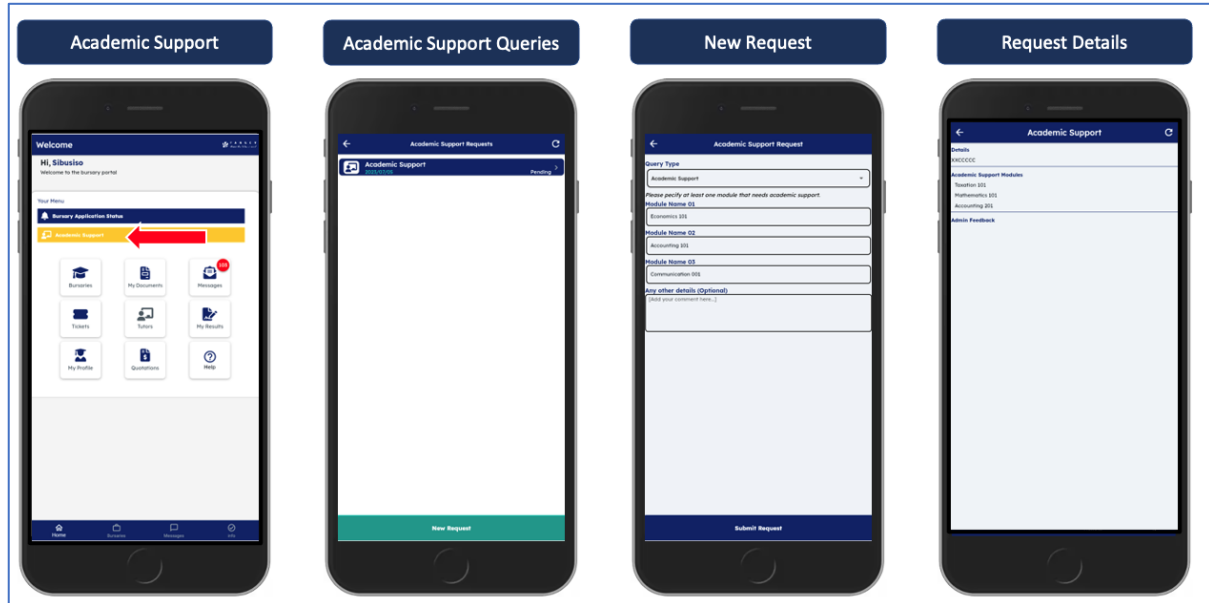 Academic Support
Academic Support Queries
New Request
Request Details
Welcome
TARGET
Hi, Sibusiso
Welcome to the bursary portal
Your Menu
Bursary Application Status
Academic Support
Bursaries
My Documents
Messages
Tickets
Tutors
My Results
My Profile
Quotations
Help
Home
Bursaries
Messages
Info
Academic Support Requests
Academic Support
2023/07/05
Pending
New Request
Academic Support Request
Query Type
Academic Support
Please pecify at least one module that needs academic support.
Module Name 01
Economics 101
Module Name 02
Accounting 101
Module Name 03
Communication 001
Any other details (Optional)
[Add your comment here..]
Submit Request
Academic Support
Details
Academic Support Modules
Taxation 101
Mathematics 101
Accounting 201
Admin Feedback